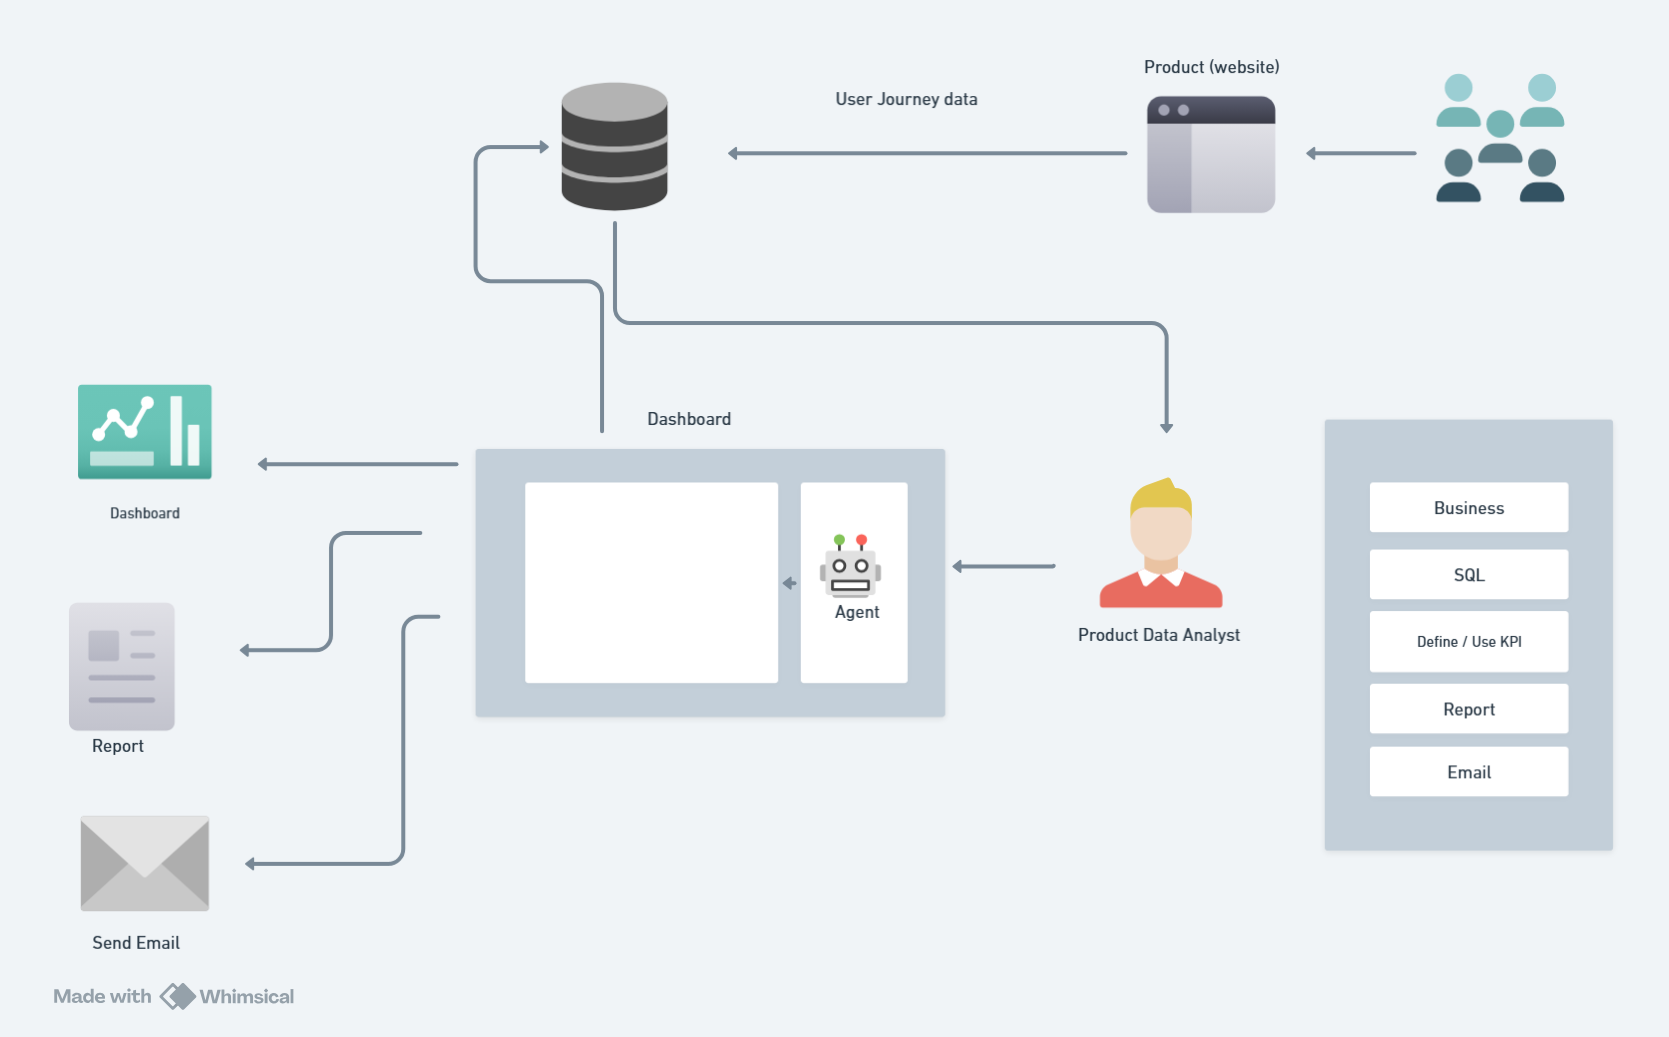 Product (website)
User Journey data
Dashboard
Dashboard
Agent
Product Data Analyst
Business
SQL
Define / Use KPI
Report
Email
Report
Send Email
Made with Whimsical